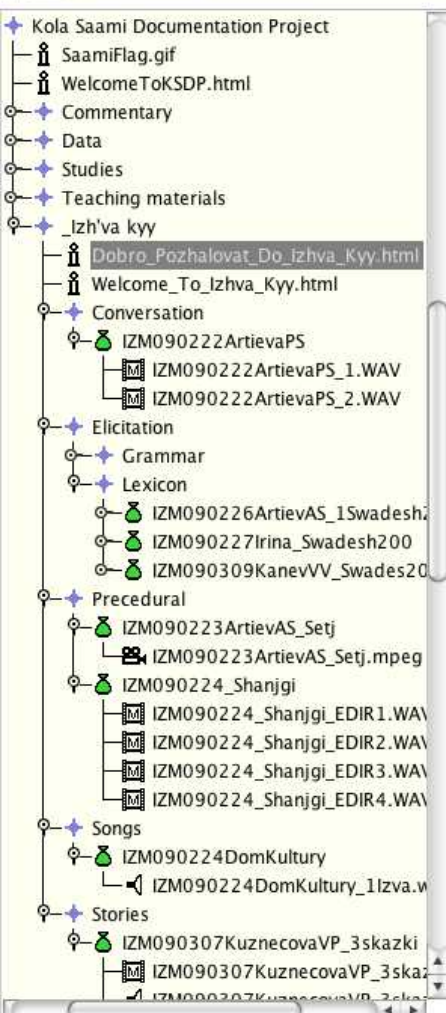 Kola Saami Documentation Project
SaamiFlag.gif
WelcomeToKSDP.html
Commentary
Data
Studies
Teaching materials
_Izh'va kyy
Dobro_Pozhalovat_Do_Izhva_Kyy.html
Welcome_To_Izhva_Kyy.html
Conversation
IZM090222ArtievaPS
IZM090222ArtievaPS_1.WAV
IZM090222ArtievaPS_2.WAV
Elicitation
Grammar
Lexicon
IZM090226ArtievAS_1Swadesh2
IZM090227Irina_Swadesh200
IZM090309KanevVV_Swades20
Precedural
IZM090223ArtievAS_Setj
IZM090223ArtievAS_Setj.mpeg
IZM090224_Shanjgi
IZM090224_Shanjgi_EDIR1.WAV
IZM090224_Shanjgi_EDIR2.WAV
IZM090224_Shanjgi_EDIR3.WAV
IZM090224_Shanjgi_EDIR4.WAV
Songs
IZM090224DomKultury
IZM090224DomKultury_1Izva.w
Stories
IZM090307KuznecovaVP_3skazki
IZM090307KuznecovaVP_3skaz